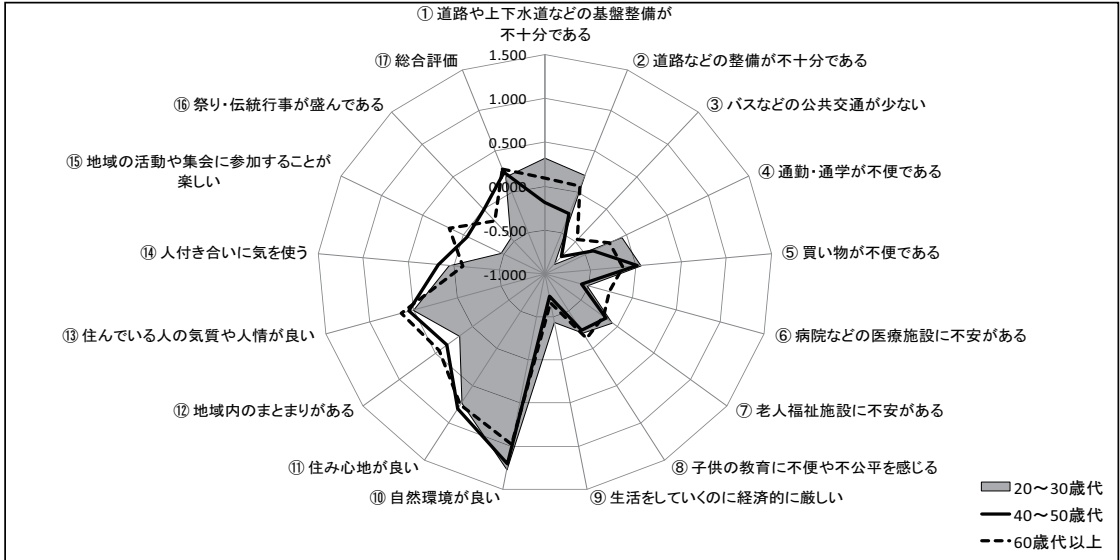 ① 道路や上下水道などの基盤整備が
不十分である
② 道路などの整備が不十分である
③ バスなどの公共交通が少ない
④ 通勤・通学が不便である
⑤ 買い物が不便である
⑥ 病院などの医療施設に不安がある
⑦ 老人福祉施設に不安がある
⑧ 子供の教育に不便や不公平を感じる
⑨ 生活をしていくのに経済的に厳しい
⑩ 自然環境が良い
⑪ 住み心地が良い
⑫ 地域内のまとまりがある
⑬ 住んでいる人の気質や人情が良い
⑭ 人付き合いに気を使う
⑮ 地域の活動や集会に参加することが
楽しい
⑯ 祭り・伝統行事が盛んである
⑰ 総合評価
1.500
1.000
0.500
0.000
-0.500
-1.000
20～30歳代
40～50歳代
60歳代以上